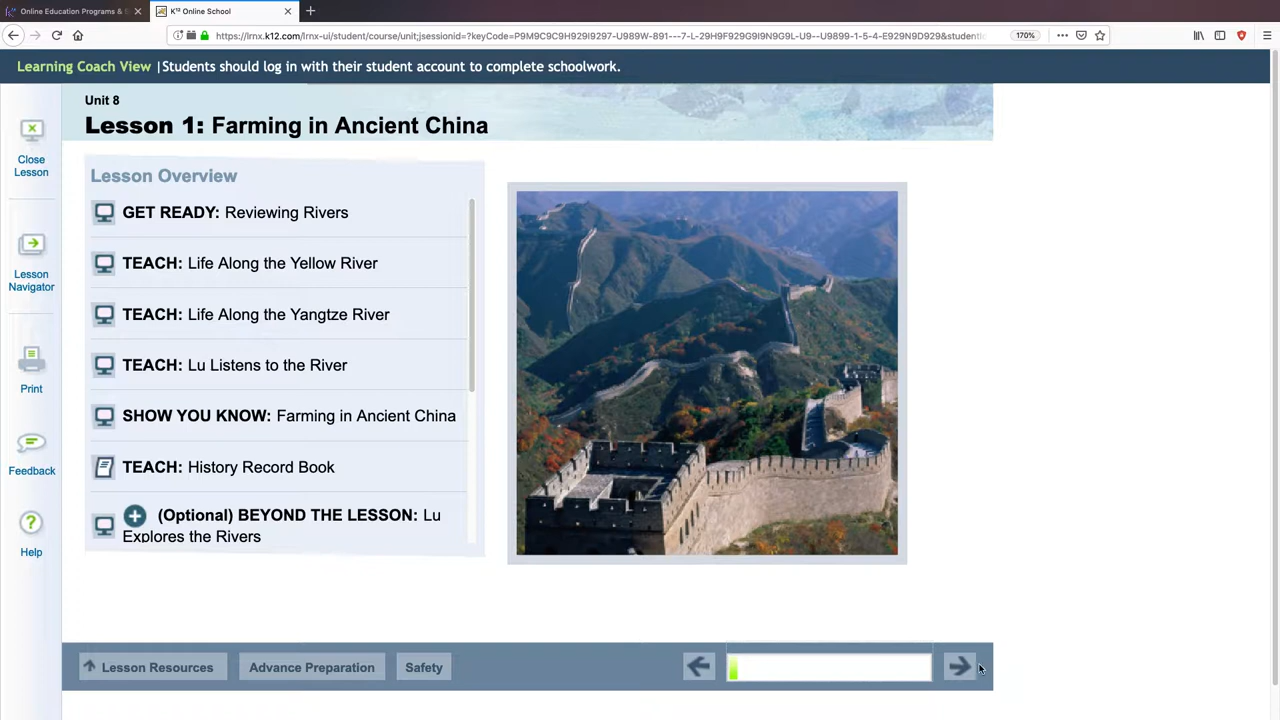 Online Education Programs &
K¹² Online School
https://lrnx.k12.com/lrnx-ui/student/course/unit;jsessionid=?keyCode=P9M9C9C9H929I9I9297-U989W-891---7-L-29H9F929G9I9N9G9L-U9--U9899-1-5-4-E929N9D929&studenti
170%
Learning Coach View |Students should log in with their student account to complete schoolwork.
Unit 8
Lesson 1: Farming in Ancient China
Close
Lesson
Lesson
Navigator
Print
Feedback
Help
Lesson Overview
GET READY: Reviewing Rivers
TEACH: Life Along the Yellow River
TEACH: Life Along the Yangtze River
TEACH: Lu Listens to the River
SHOW YOU KNOW: Farming in Ancient China
TEACH: History Record Book
(Optional) BEYOND THE LESSON: Lu
Explores the Rivers
Lesson Resources
Advance Preparation
Safety